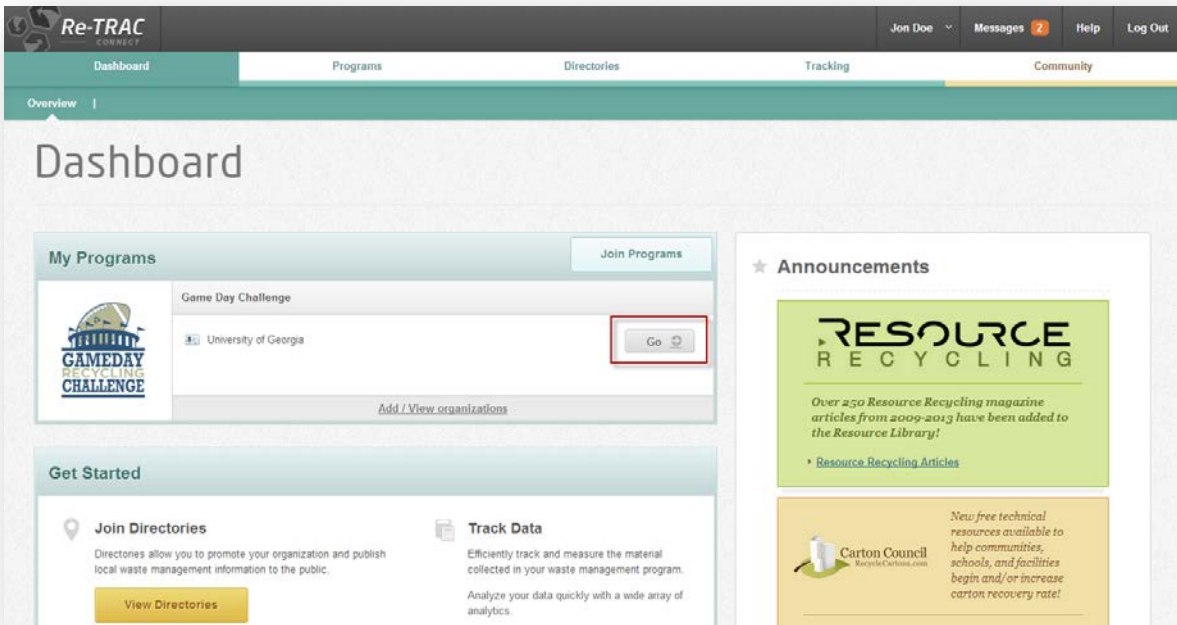 Re-TRAC
CONNECT
Jon Doe
Messages 2
Help
Log Out
Dashboard
Programs
Directories
Tracking
Community
Overview |
Dashboard
My Programs
Join Programs
GAMEDAY
RECYCLING
CHALLENGE
Game Day Challenge
University of Georgia
Go
Add / View organizations
Get Started
Join Directories
Directories allow you to promote your organization and publish
local waste management information to the public.
View Directories
Track Data
Efficiently track and measure the material
collected in your waste management program.
Analyze your data quickly with a wide array of
analytics.
Announcements
RESOURCE
RECYCLING
Over 250 Resource Recycling magazine
articles from 2009-2013 have been added to
the Resource Library!
Resource Recycling Articles
Carton Council
RecycleCartons.com
New free technical
resources available to
help communities,
schools, and facilities
begin and/or increase
carton recovery rate!